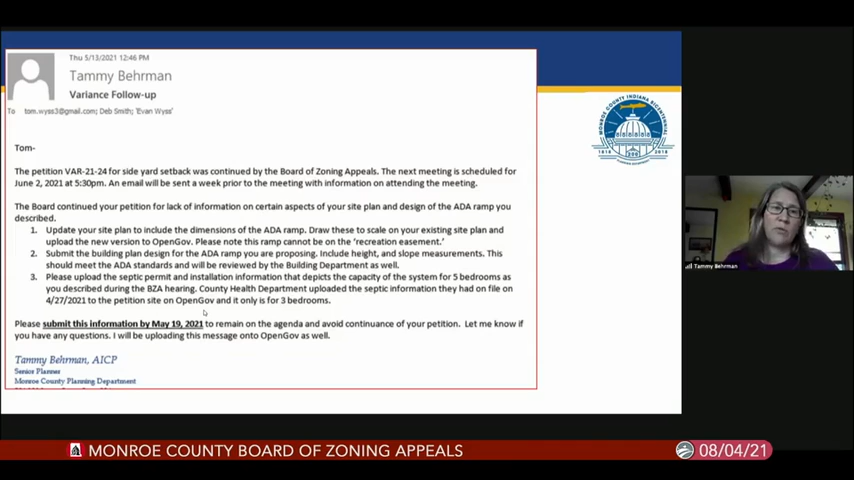 Thu 5/13/2021 12:46 PM
Tammy Behrman
Variance Follow-up
To tom.wyss3@gmail.com; Deb Smith; 'Evan Wyss'
Tom-
The petition VAR-21-24 for side yard setback was continued by the Board of Zoning Appeals. The next meeting is scheduled for
June 2, 2021 at 5:30pm. An email will be sent a week prior to the meeting with information on attending the meeting.
The Board continued your petition for lack of information on certain aspects of your site plan and design of the ADA ramp you
described.
1. Update your site plan to include the dimensions of the ADA ramp. Draw these to scale on your existing site plan and
upload the new version to OpenGov. Please note this ramp cannot be on the 'recreation easement.'
2. Submit the building plan design for the ADA ramp you are proposing. Include height, and slope measurements. This
should meet the ADA standards and will be reviewed by the Building Department as well.
3. Please upload the septic permit and installation information that depicts the capacity of the system for 5 bedrooms as
you described during the BZA hearing. County Health Department uploaded the septic information they had on file on
4/27/2021 to the petition site on OpenGov and it only is for 3 bedrooms.
Please submit this information by May 19, 2021 to remain on the agenda and avoid continuance of your petition. Let me know if
you have any questions. I will be uploading this message onto OpenGov as well.
Tammy Behrman, AICP
Senior Planner
Monroe County Planning Department
MONROE COUNTY INDIANA BICENTENNIAL
1818 200 2018
Tammy Behrman
MONROE COUNTY BOARD OF ZONING APPEALS
08/04/21